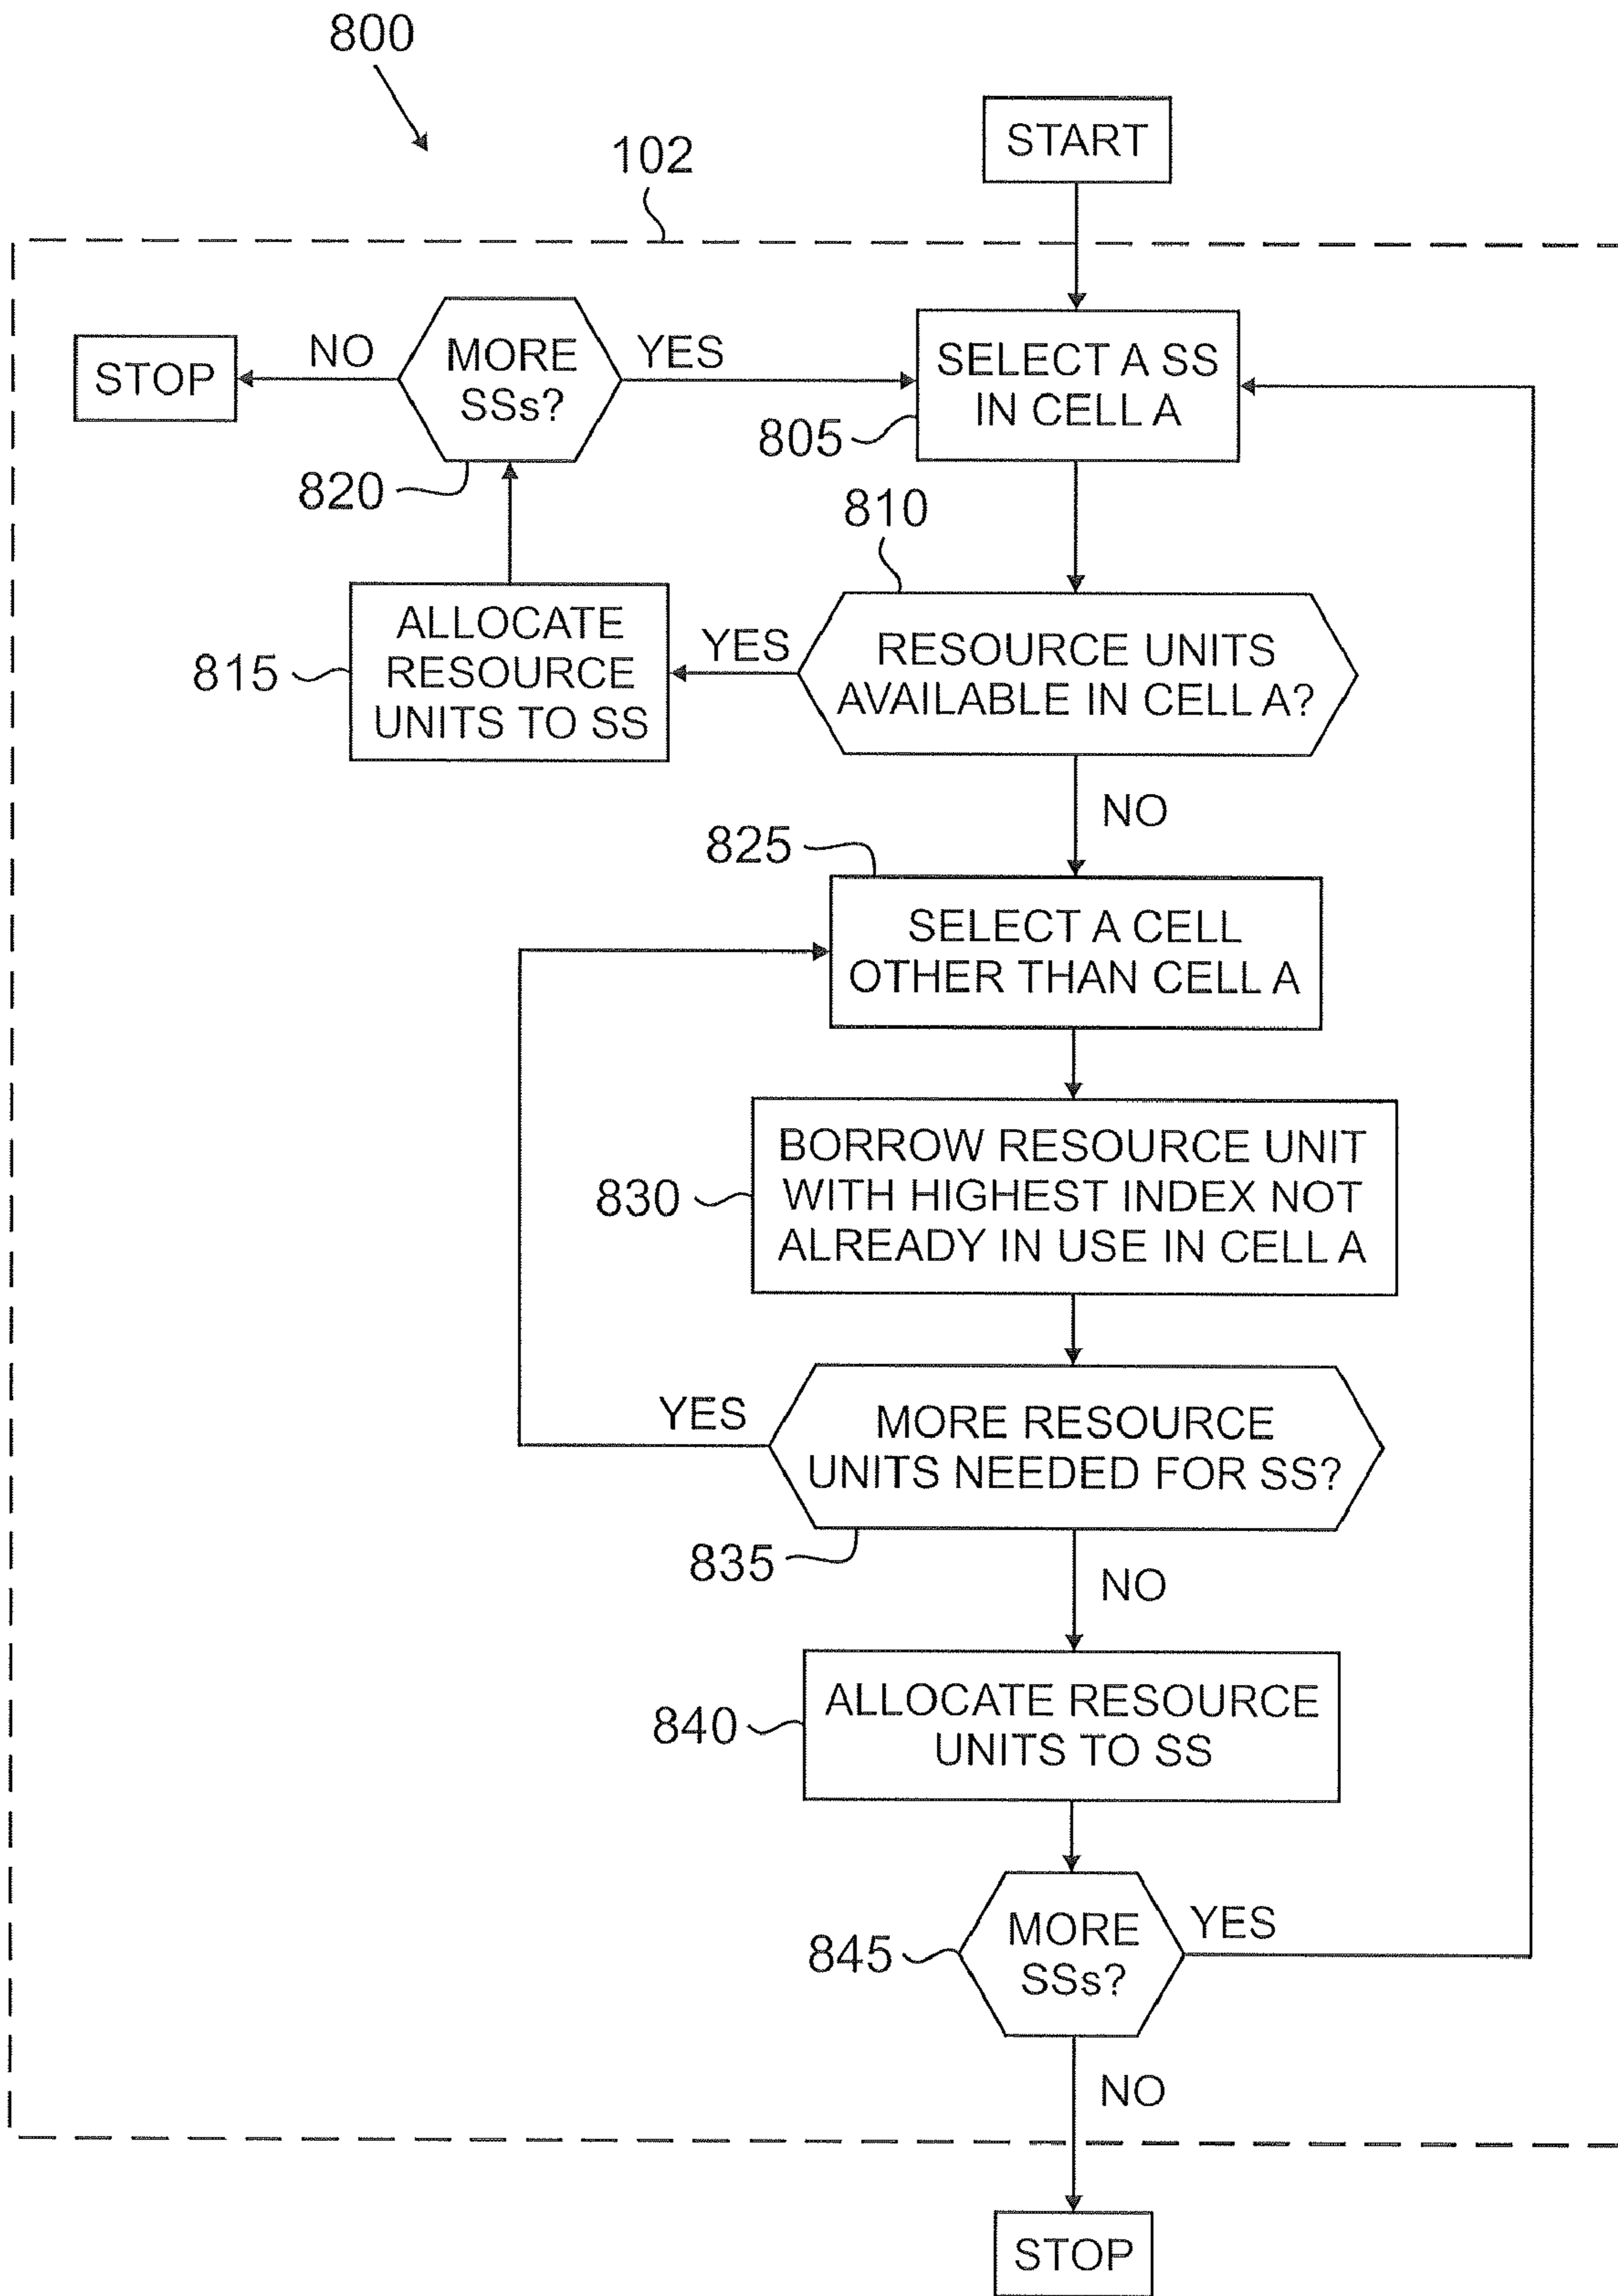 800
START
102
STOP
NO
MORE
SSs?
YES
820
SELECT A SS
IN CELL A
805
810
RESOURCE UNITS
AVAILABLE IN CELL A?
YES
ALLOCATE
RESOURCE
UNITS TO SS
815
NO
825
SELECT A CELL
OTHER THAN CELL A
BORROW RESOURCE UNIT
WITH HIGHEST INDEX NOT
ALREADY IN USE IN CELL A
830
YES
MORE RESOURCE
UNITS NEEDED FOR SS?
835
NO
ALLOCATE RESOURCE
UNITS TO SS
840
MORE
SSs?
845
YES
NO
STOP